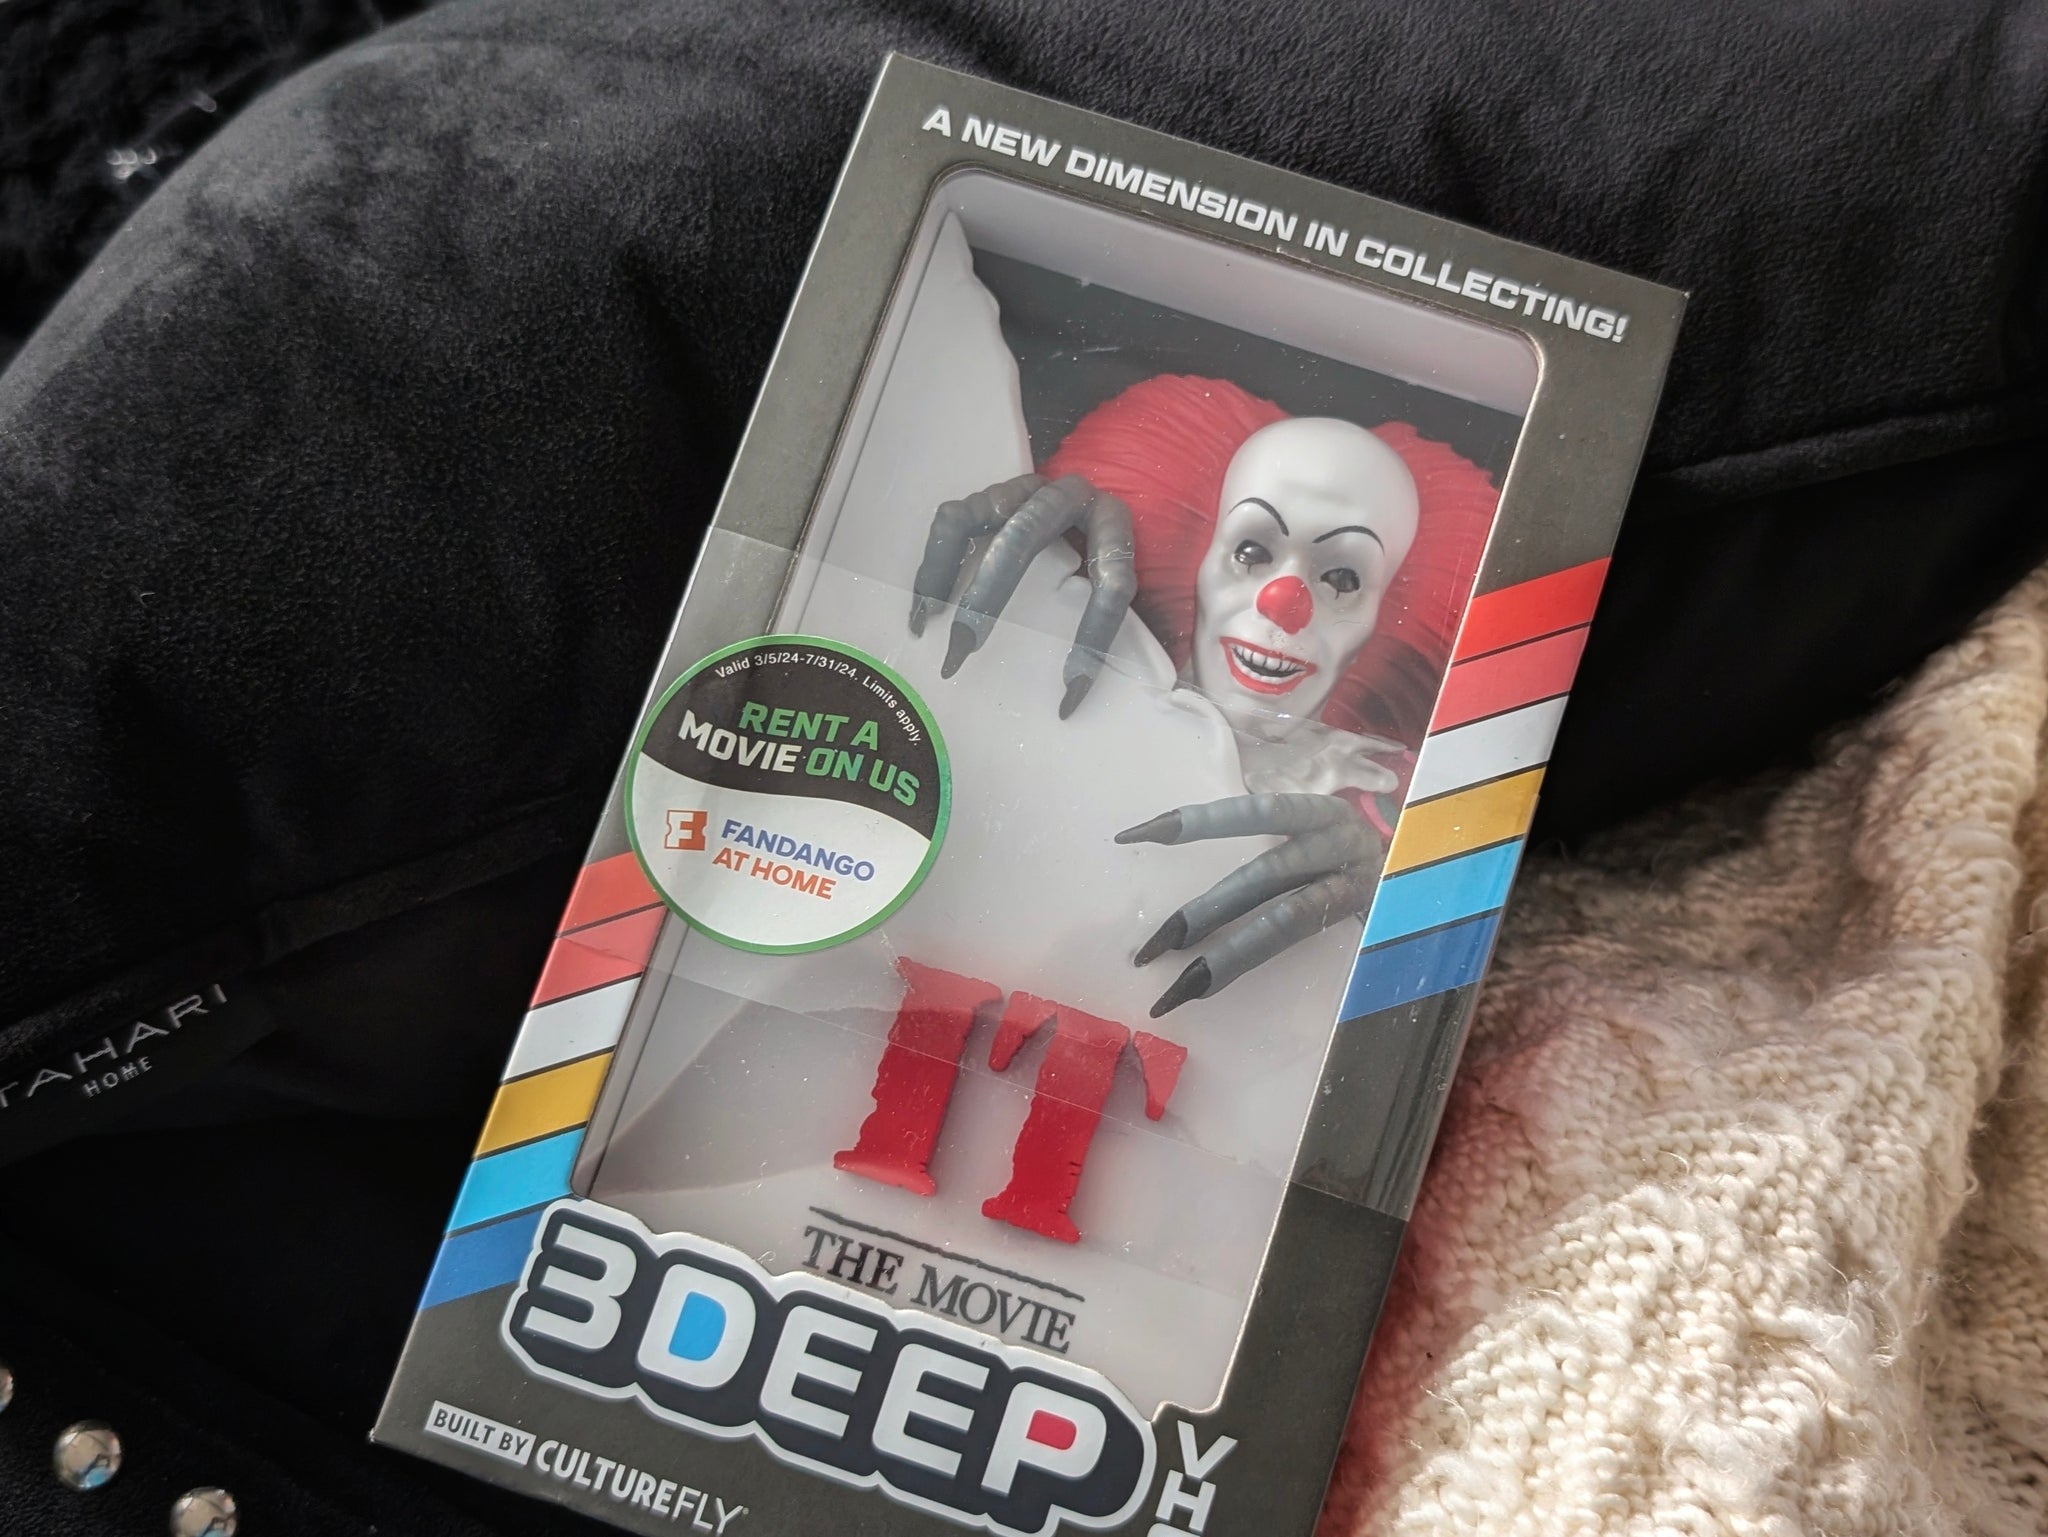 A NEW DIMENSION IN COLLECTING!
Valid 3/5/24-7/31/24. Limits apply.
RENT A
MOVIE ON US
F FANDANGO
AT HOME
IT
THE MOVIE
3DEEP
VH
BUILT BY CULTUREFLY
TAHARI
HOME